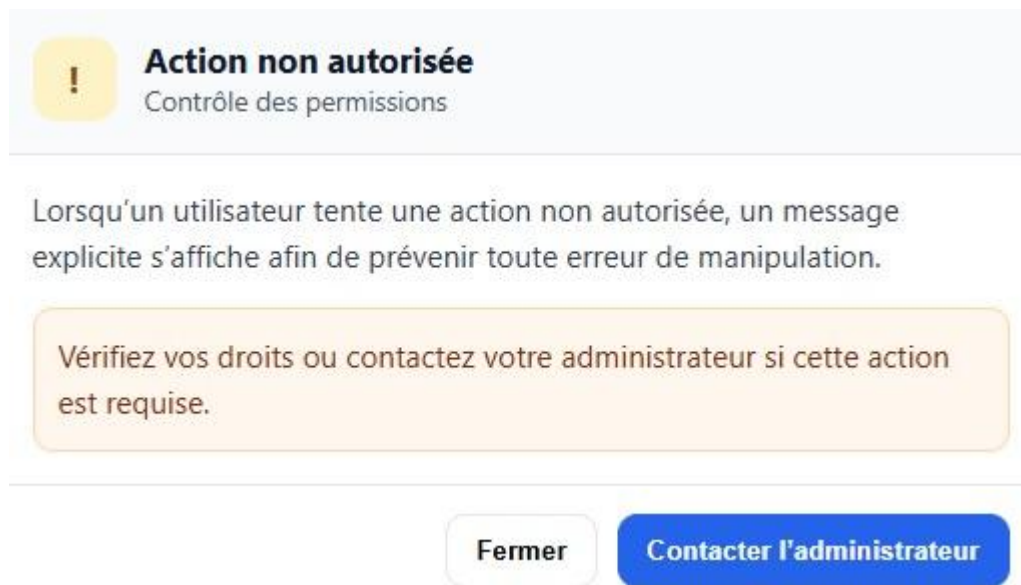 !
Action non autorisée
Contrôle des permissions
Lorsqu’un utilisateur tente une action non autorisée, un message
explicite s’affiche afin de prévenir toute erreur de manipulation.
Vérifiez vos droits ou contactez votre administrateur si cette action
est requise.
Fermer
Contacter l’administrateur